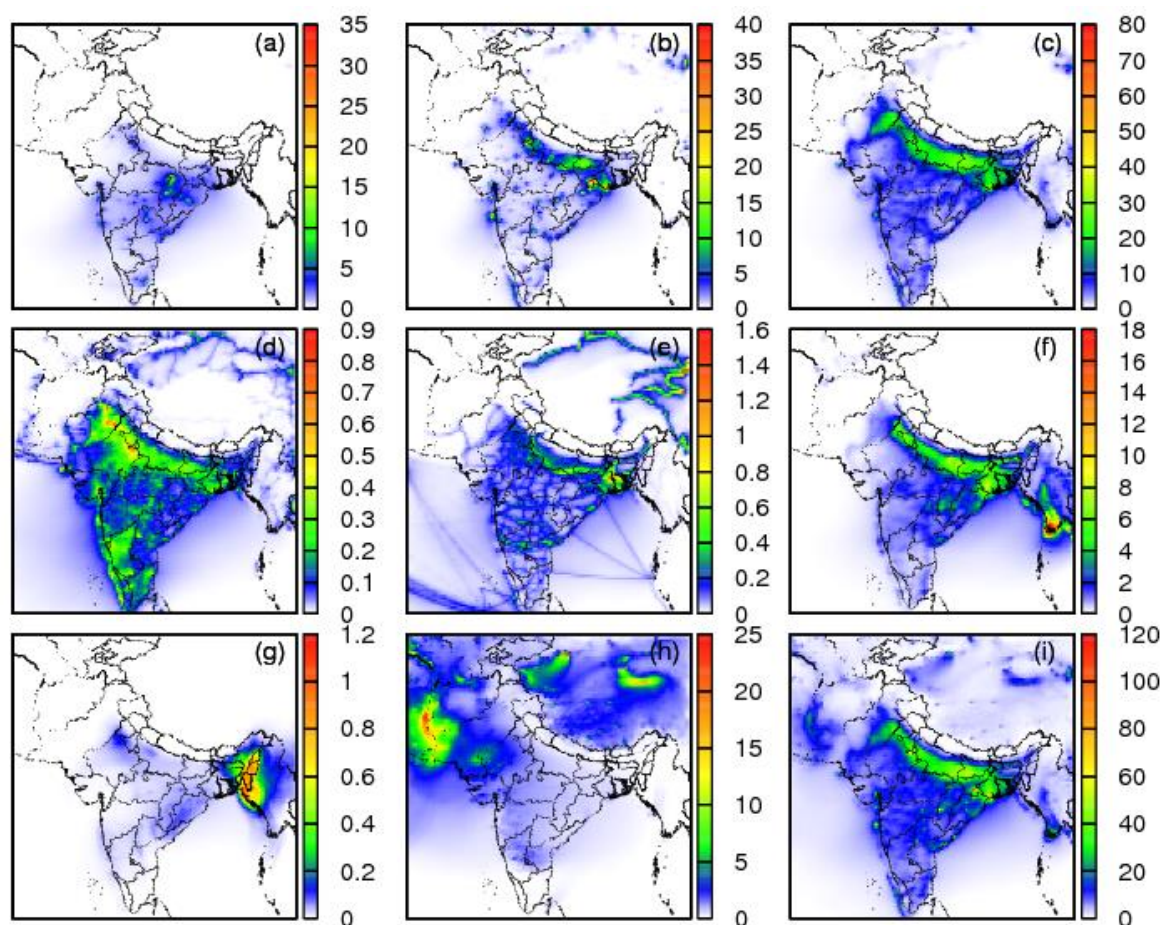 (a) 35 30 25 20 15 10 5 0
(b) 40 35 30 25 20 15 10 5 0
(c) 80 70 60 50 40 30 20 10 0
(d) 0.9 0.8 0.7 0.6 0.5 0.4 0.3 0.2 0.1 0
(e) 1.6 1.4 1.2 1 0.8 0.6 0.4 0.2 0
(f) 18 16 14 12 10 8 6 4 2 0
(g) 1.2 1 0.8 0.6 0.4 0.2 0
(h) 25 20 15 10 5 0
(i) 120 100 80 60 40 20 0